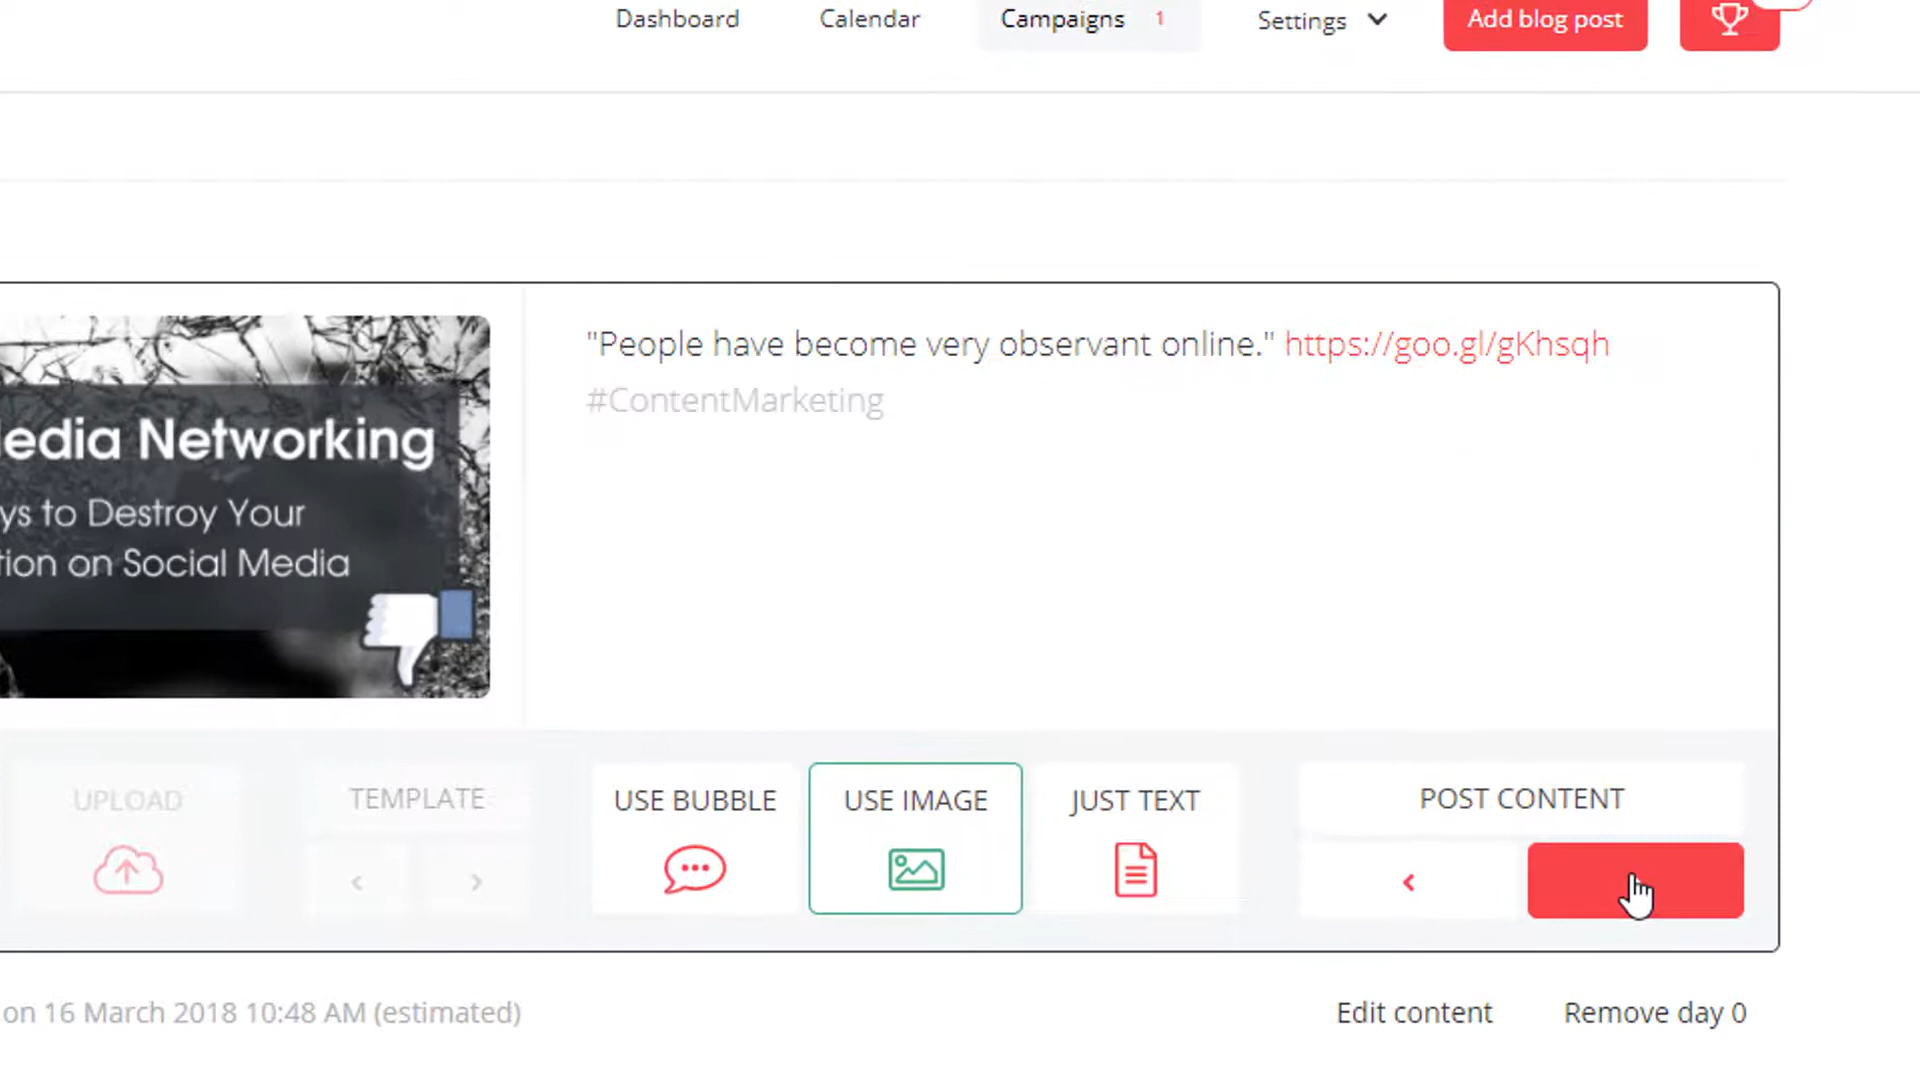 Dashboard
Calendar
Campaigns 1
Settings
Add blog post
"People have become very observant online." https://goo.gl/gKhsqh
#ContentMarketing
edia Networking
ys to Destroy Your
tion on Social Media
UPLOAD
TEMPLATE
USE BUBBLE
USE IMAGE
JUST TEXT
POST CONTENT
on 16 March 2018 10:48 AM (estimated)
Edit content
Remove day 0